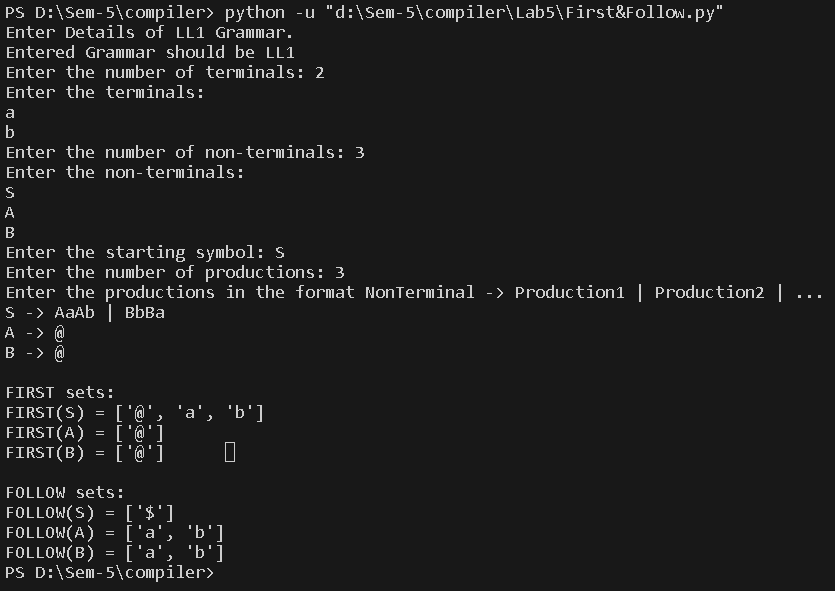 PS D:\Sem-5\compiler> python -u "d:\Sem-5\compiler\Lab5\First&Follow.py"
Enter Details of LL1 Grammar.
Entered Grammar should be LL1
Enter the number of terminals: 2
Enter the terminals:
a
b
Enter the number of non-terminals: 3
Enter the non-terminals:
S
A
B
Enter the starting symbol: S
Enter the number of productions: 3
Enter the productions in the format NonTerminal -> Production1 | Production2 | ...
S -> AaAb | BbBa
A -> @
B -> @
FIRST sets:
FIRST(S) = ['@', 'a', 'b']
FIRST(A) = ['@']
FIRST(B) = ['@']
FOLLOW sets:
FOLLOW(S) = ['$']
FOLLOW(A) = ['a', 'b']
FOLLOW(B) = ['a', 'b']
PS D:\Sem-5\compiler>